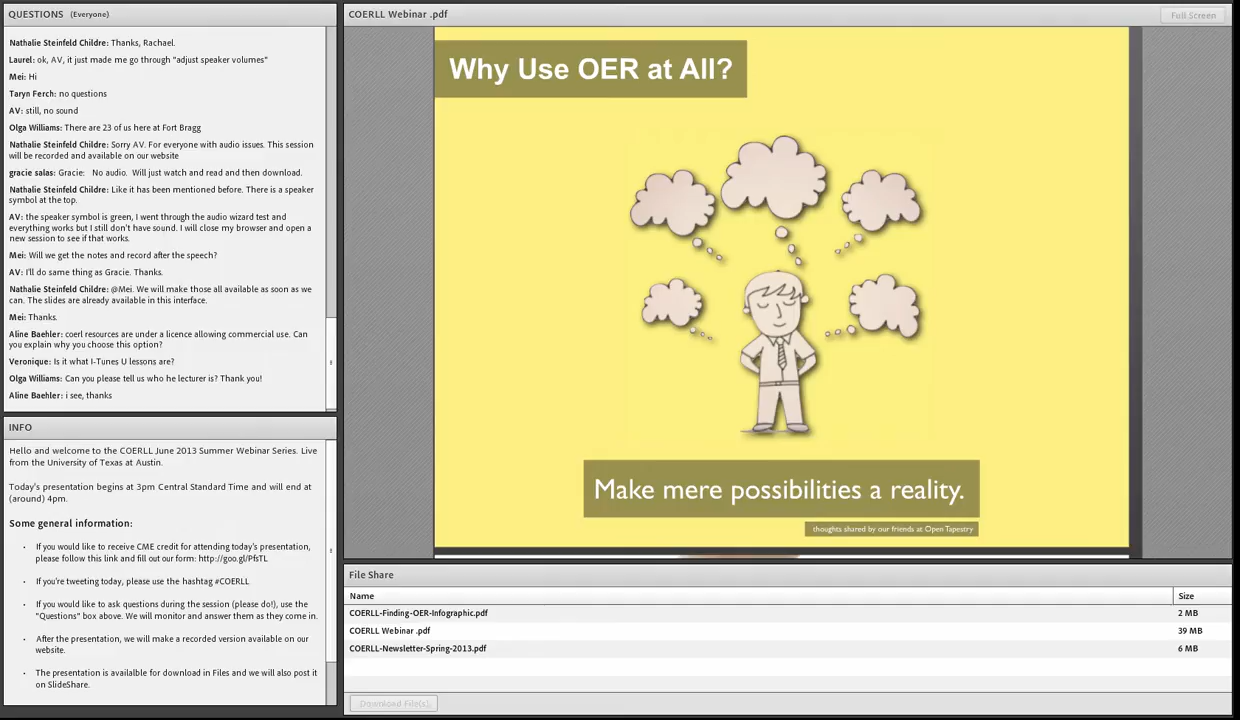 QUESTIONS (Everyone)
Nathalie Steinfeld Childre: Thanks, Rachael.
Laurel: ok, AV, it just made me go through "adjust speaker volumes"
Mei: Hi
Taryn Ferch: no questions
AV: still, no sound
Olga Williams: There are 23 of us here at Fort Bragg
Nathalie Steinfeld Childre: Sorry AV. For everyone with audio issues. This session
will be recorded and available on our website
gracie salas: Gracie: No audio. Will just watch and read and then download.
Nathalie Steinfeld Childre: Like it has been mentioned before. There is a speaker
symbol at the top.
AV: the speaker symbol is green, I went through the audio wizard test and
everything works but I still don't have sound. I will close my browser and open a
new session to see if that works.
Mei: Will we get the notes and record after the speech?
AV: I'll do same thing as Gracie. Thanks.
Nathalie Steinfeld Childre: @Mei. We will make those all available as soon as we
can. The slides are already available in this interface.
Mei: Thanks.
Aline Baehler: coerl resources are under a licence allowing commercial use. Can
you explain why you choose this option?
Veronique: Is it what I-Tunes U lessons are?
Olga Williams: Can you please tell us who he lecturer is? Thank you!
Aline Baehler: i see, thanks
INFO
Hello and welcome to the COERLL June 2013 Summer Webinar Series. Live
from the University of Texas at Austin.
Today's presentation begins at 3pm Central Standard Time and will end at
(around) 4pm.
Some general information:
• If you would like to receive CME credit for attending today's presentation,
please follow this link and fill out our form: http://goo.gl/PfsTL
• If you're tweeting today, please use the hashtag #COERLL
• If you would like to ask questions during the session (please do!), use the
"Questions" box above. We will monitor and answer them as they come in.
• After the presentation, we will make a recorded version available on our
website.
• The presentation is availalble for download in Files and we will also post it
on SlideShare.
COERLL Webinar .pdf
Full Screen
Why Use OER at All?
Make mere possibilities a reality.
thoughts shared by our friends at Open Tapestry
File Share
Name Size
COERLL-Finding-OER-Infographic.pdf 2 MB
COERLL Webinar .pdf 39 MB
COERLL-Newsletter-Spring-2013.pdf 6 MB
Download File(s)